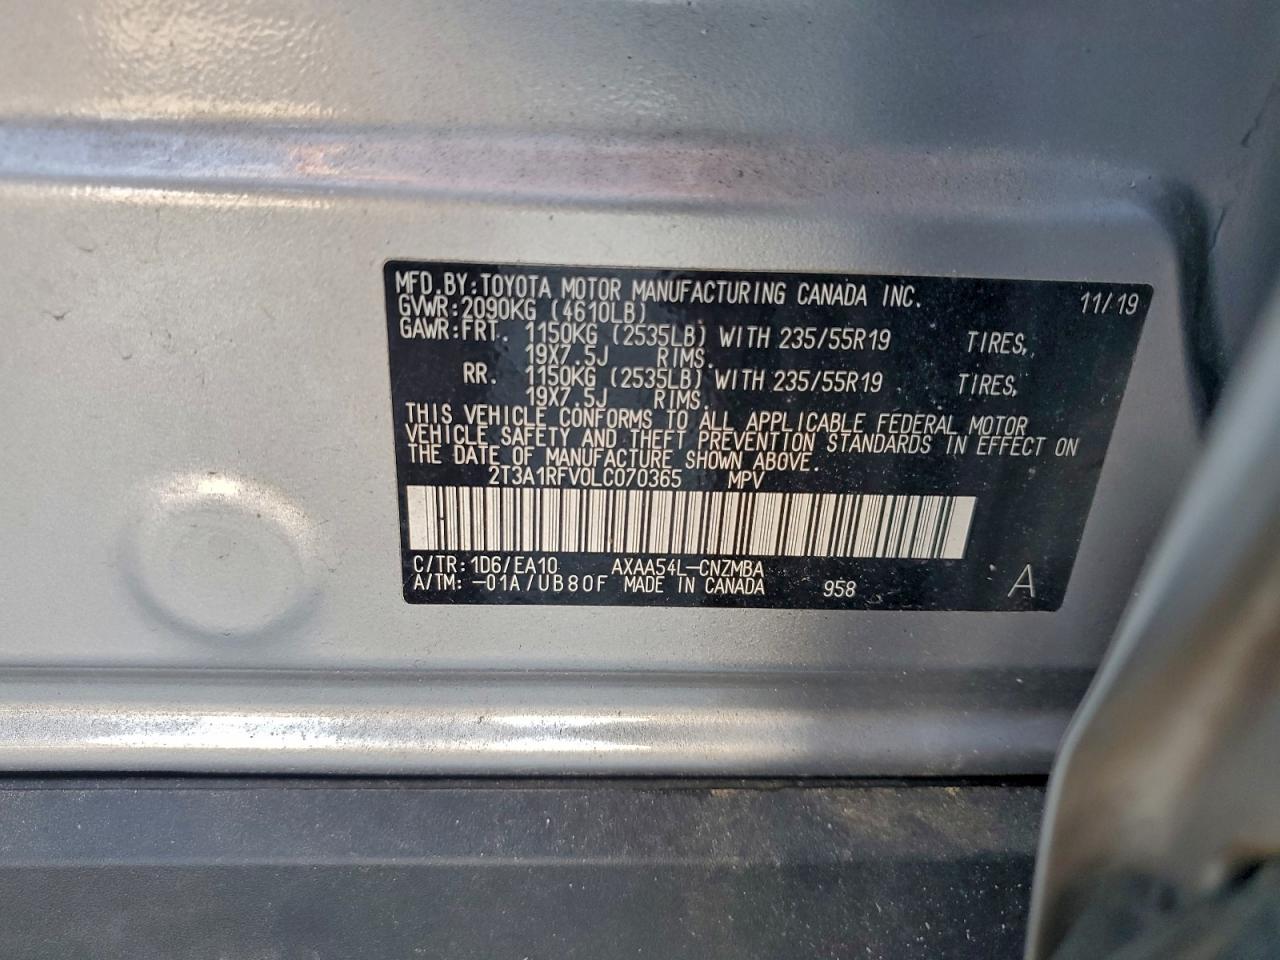 MFD.BY:TOYOTA MOTOR MANUFACTURING CANADA INC. 11/19
GVWR:2090KG (4610LB)
GAWR:FRT. 1150KG (2535LB) WITH 235/55R19 TIRES,
19X7.5J RIMS.
RR. 1150KG (2535LB) WITH 235/55R19 TIRES,
19X7.5J RIMS.
THIS VEHICLE CONFORMS TO ALL APPLICABLE FEDERAL MOTOR
VEHICLE SAFETY AND THEFT PREVENTION STANDARDS IN EFFECT ON
THE DATE OF MANUFACTURE SHOWN ABOVE.
2T3A1RFV0LC070365 MPV
C/TR:1D6/EA10 AXAA54L-CNZMBA
A/TM:-01A/UB80F MADE IN CANADA 958 A